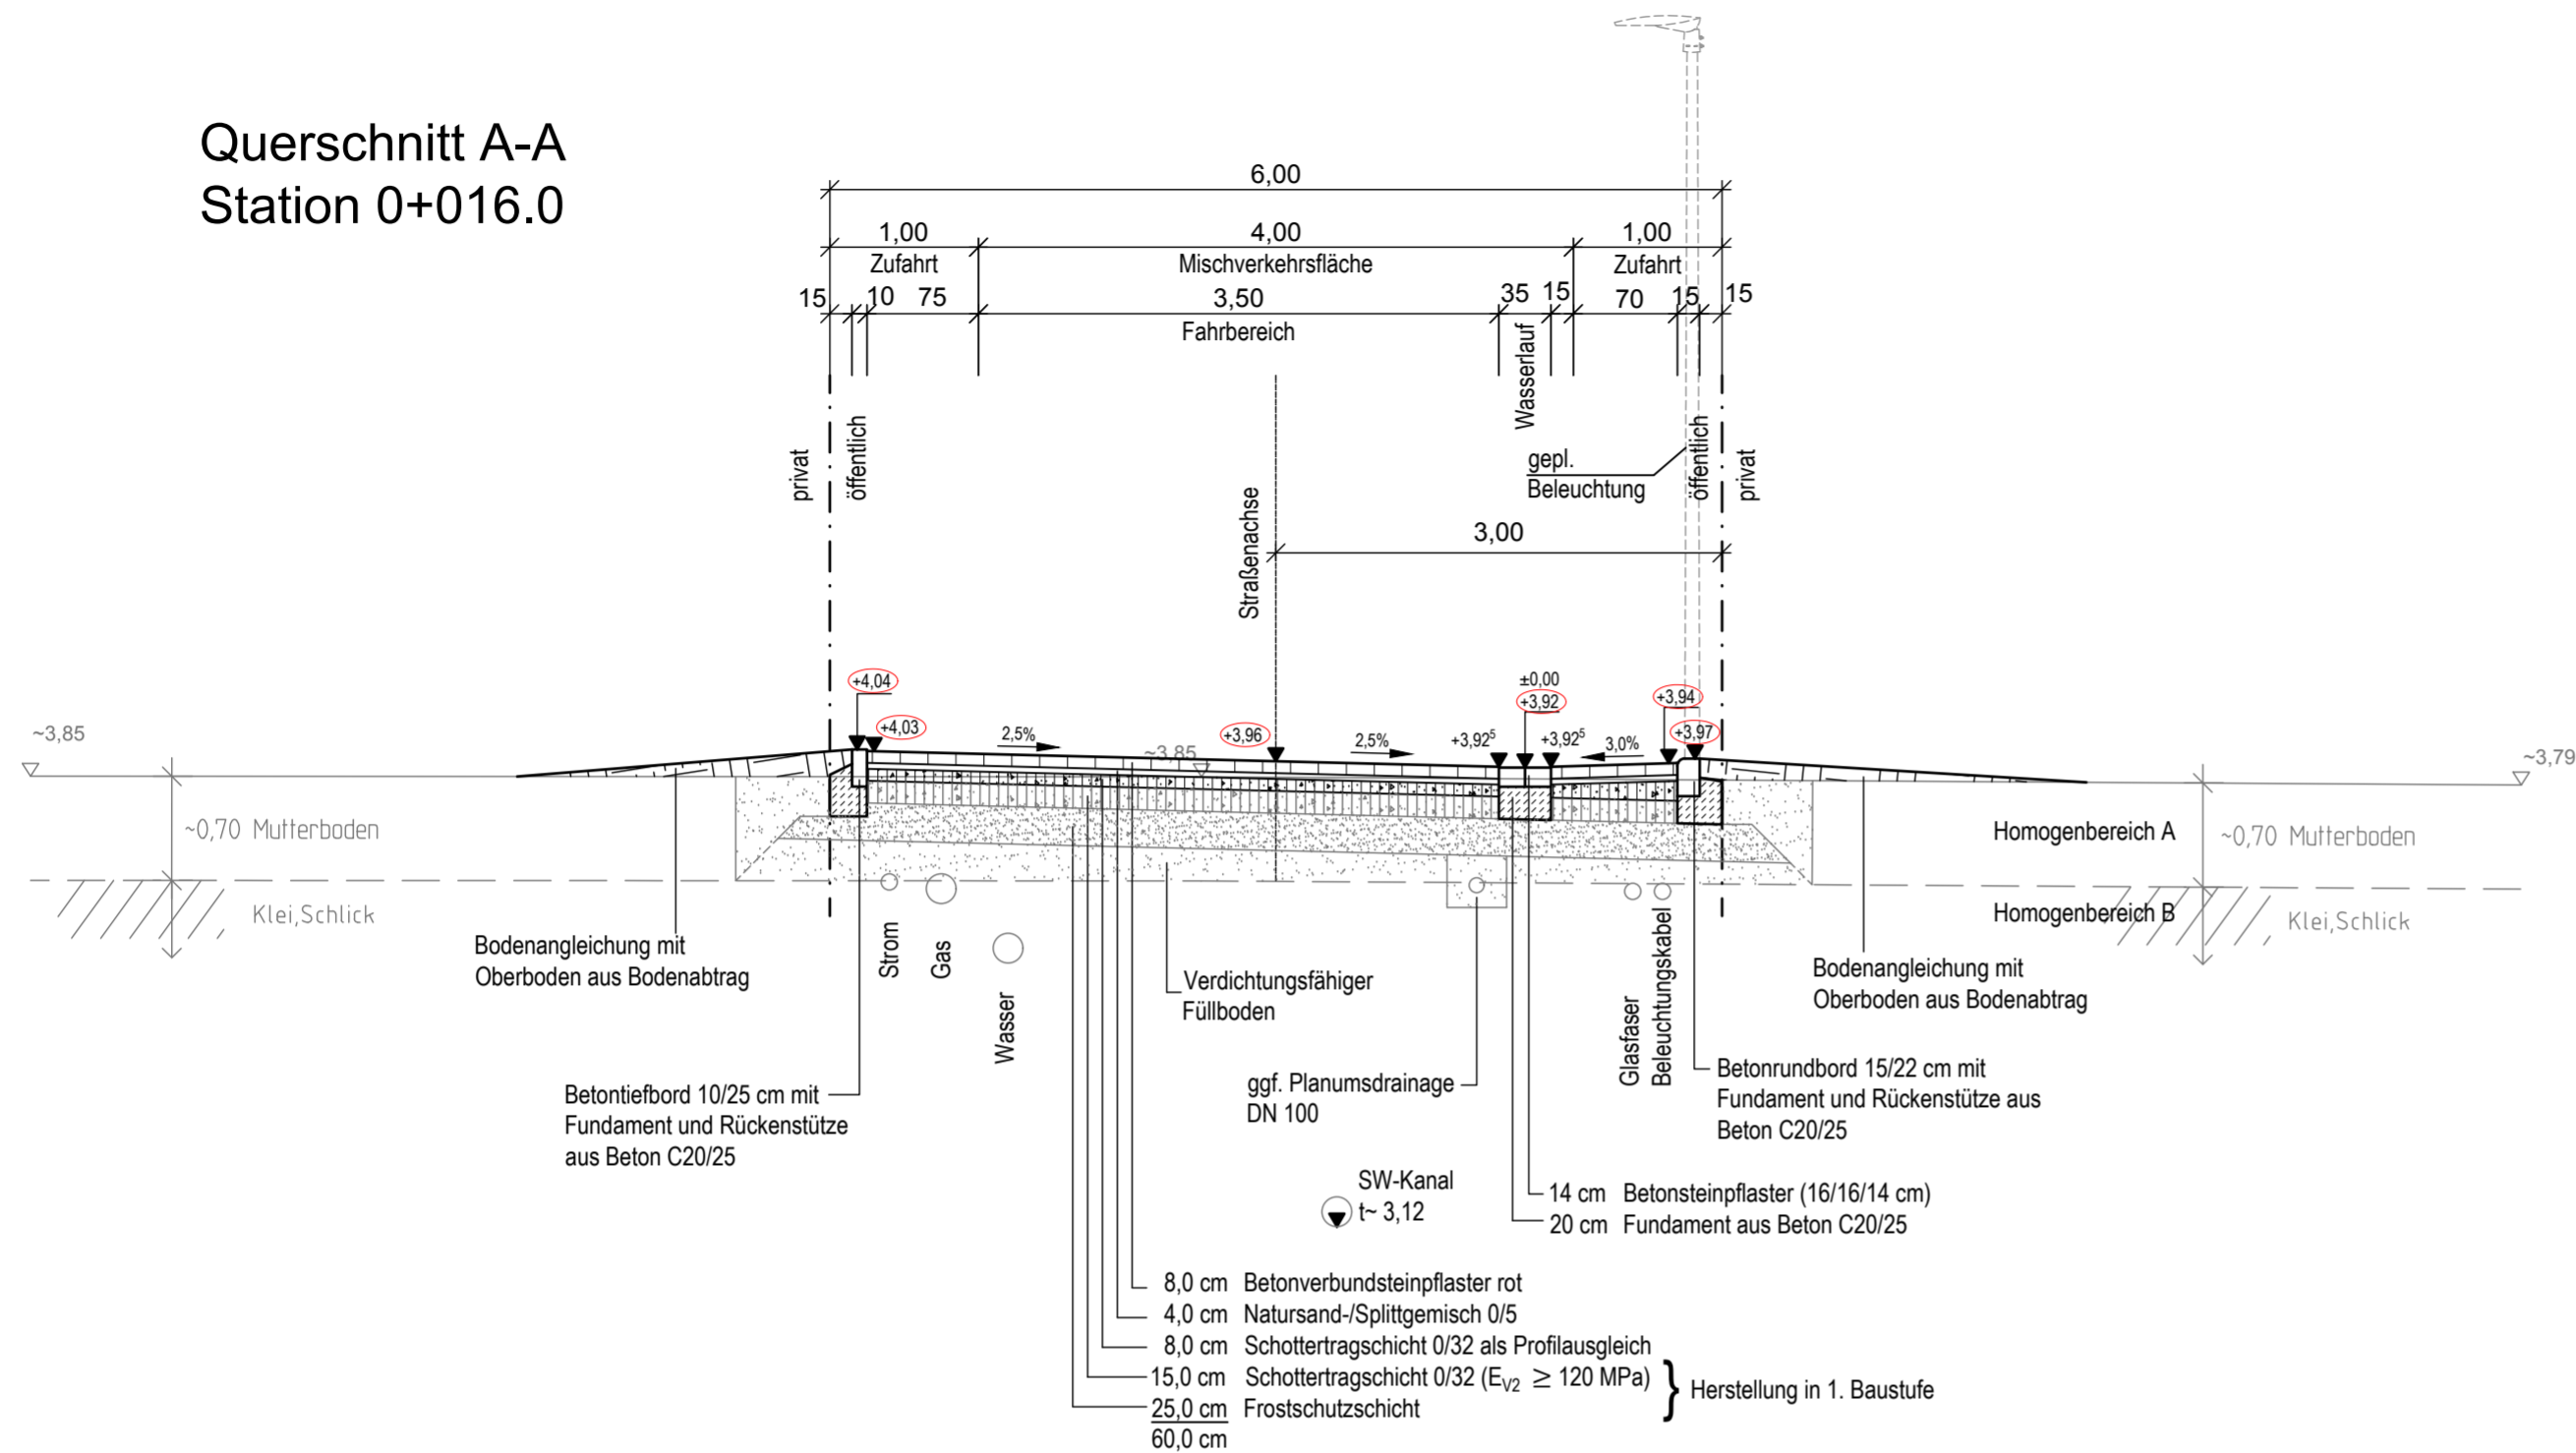 Querschnitt A-A
Station 0+016.0
6,00
1,00
4,00
1,00
Zufahrt
Mischverkehrsfläche
Zufahrt
15
10
75
3,50
35
15
70
15
15
Fahrbereich
Wasserlauf
privat
öffentlich
gepl.
Beleuchtung
öffentlich
privat
Straßenachse
3,00
+4,04
+4,03
2,5%
+3,96
2,5%
±0,00
+3,92
+3,92⁵
+3,92⁵
3,0%
+3,94
+3,97
~3,85
~3,85
~3,79
~0,70 Mutterboden
Klei,Schlick
Homogenbereich A
~0,70 Mutterboden
Homogenbereich B
Klei,Schlick
Bodenangleichung mit
Oberboden aus Bodenabtrag
Strom
Gas
Wasser
Verdichtungsfähiger
Füllboden
Glasfaser
Beleuchtungskabel
Bodenangleichung mit
Oberboden aus Bodenabtrag
Betontiefbord 10/25 cm mit
Fundament und Rückenstütze
aus Beton C20/25
ggf. Planumsdrainage
DN 100
Betonrundbord 15/22 cm mit
Fundament und Rückenstütze aus
Beton C20/25
SW-Kanal
t~ 3,12
14 cm Betonsteinpflaster (16/16/14 cm)
20 cm Fundament aus Beton C20/25
8,0 cm Betonverbundsteinpflaster rot
4,0 cm Natursand-/Splittgemisch 0/5
8,0 cm Schottertragschicht 0/32 als Profilausgleich
15,0 cm Schottertragschicht 0/32 (EV2 ≥ 120 MPa)
25,0 cm Frostschutzschicht
Herstellung in 1. Baustufe
60,0 cm